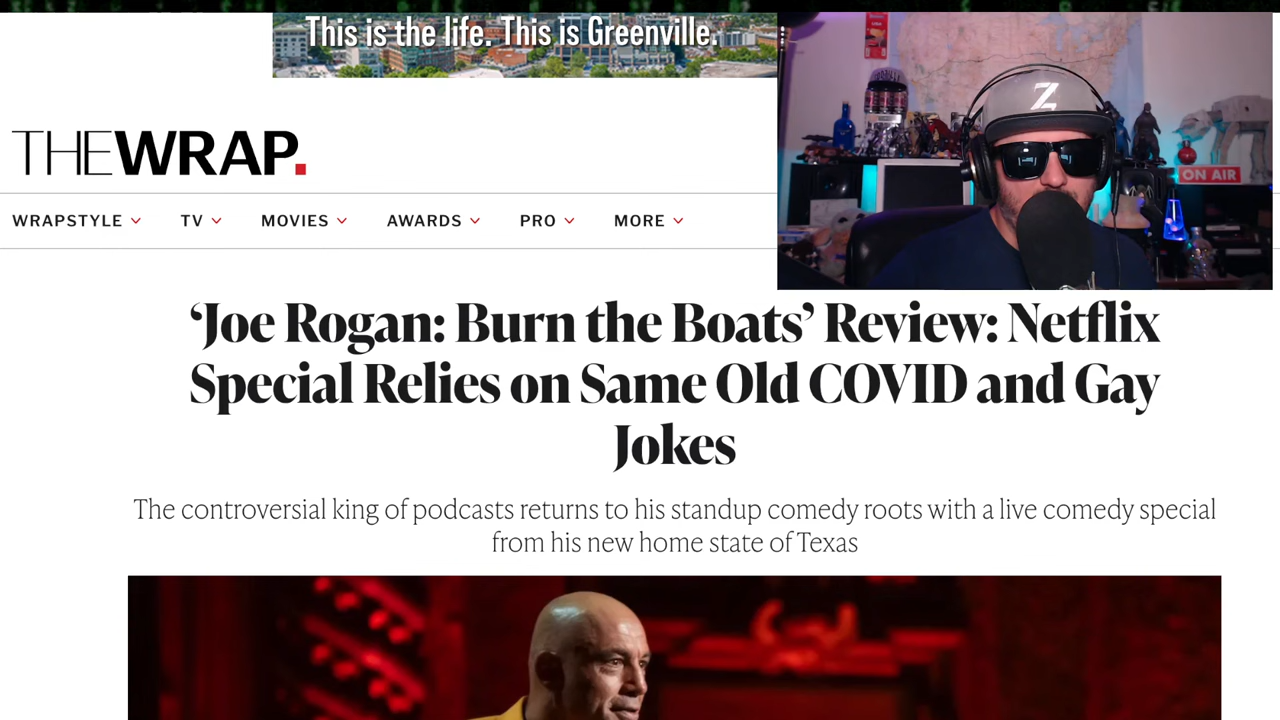 This is the life. This is Greenville.
Z
ON AIR
THEWRAP.
WRAPSTYLE TV MOVIES AWARDS PRO MORE
‘Joe Rogan: Burn the Boats’ Review: Netflix
Special Relies on Same Old COVID and Gay
Jokes
The controversial king of podcasts returns to his standup comedy roots with a live comedy special
from his new home state of Texas